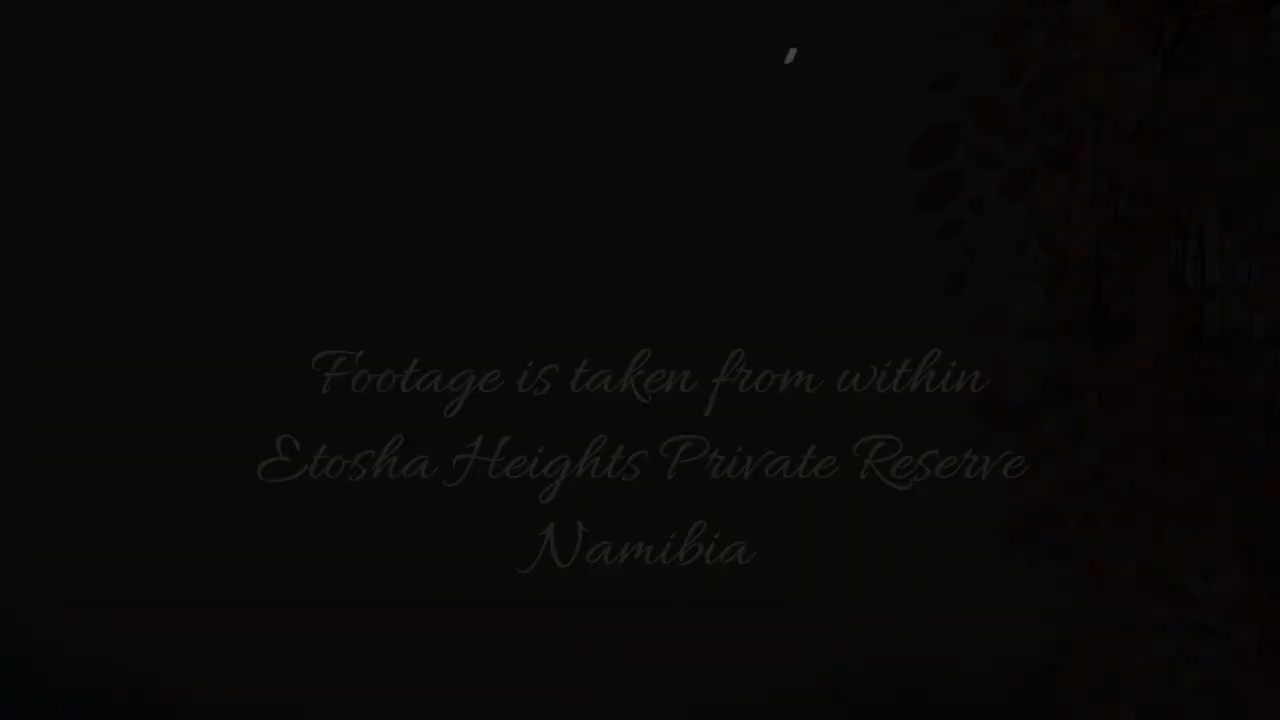 Footage is taken from within
Etosha Heights Private Reserve
Namibia